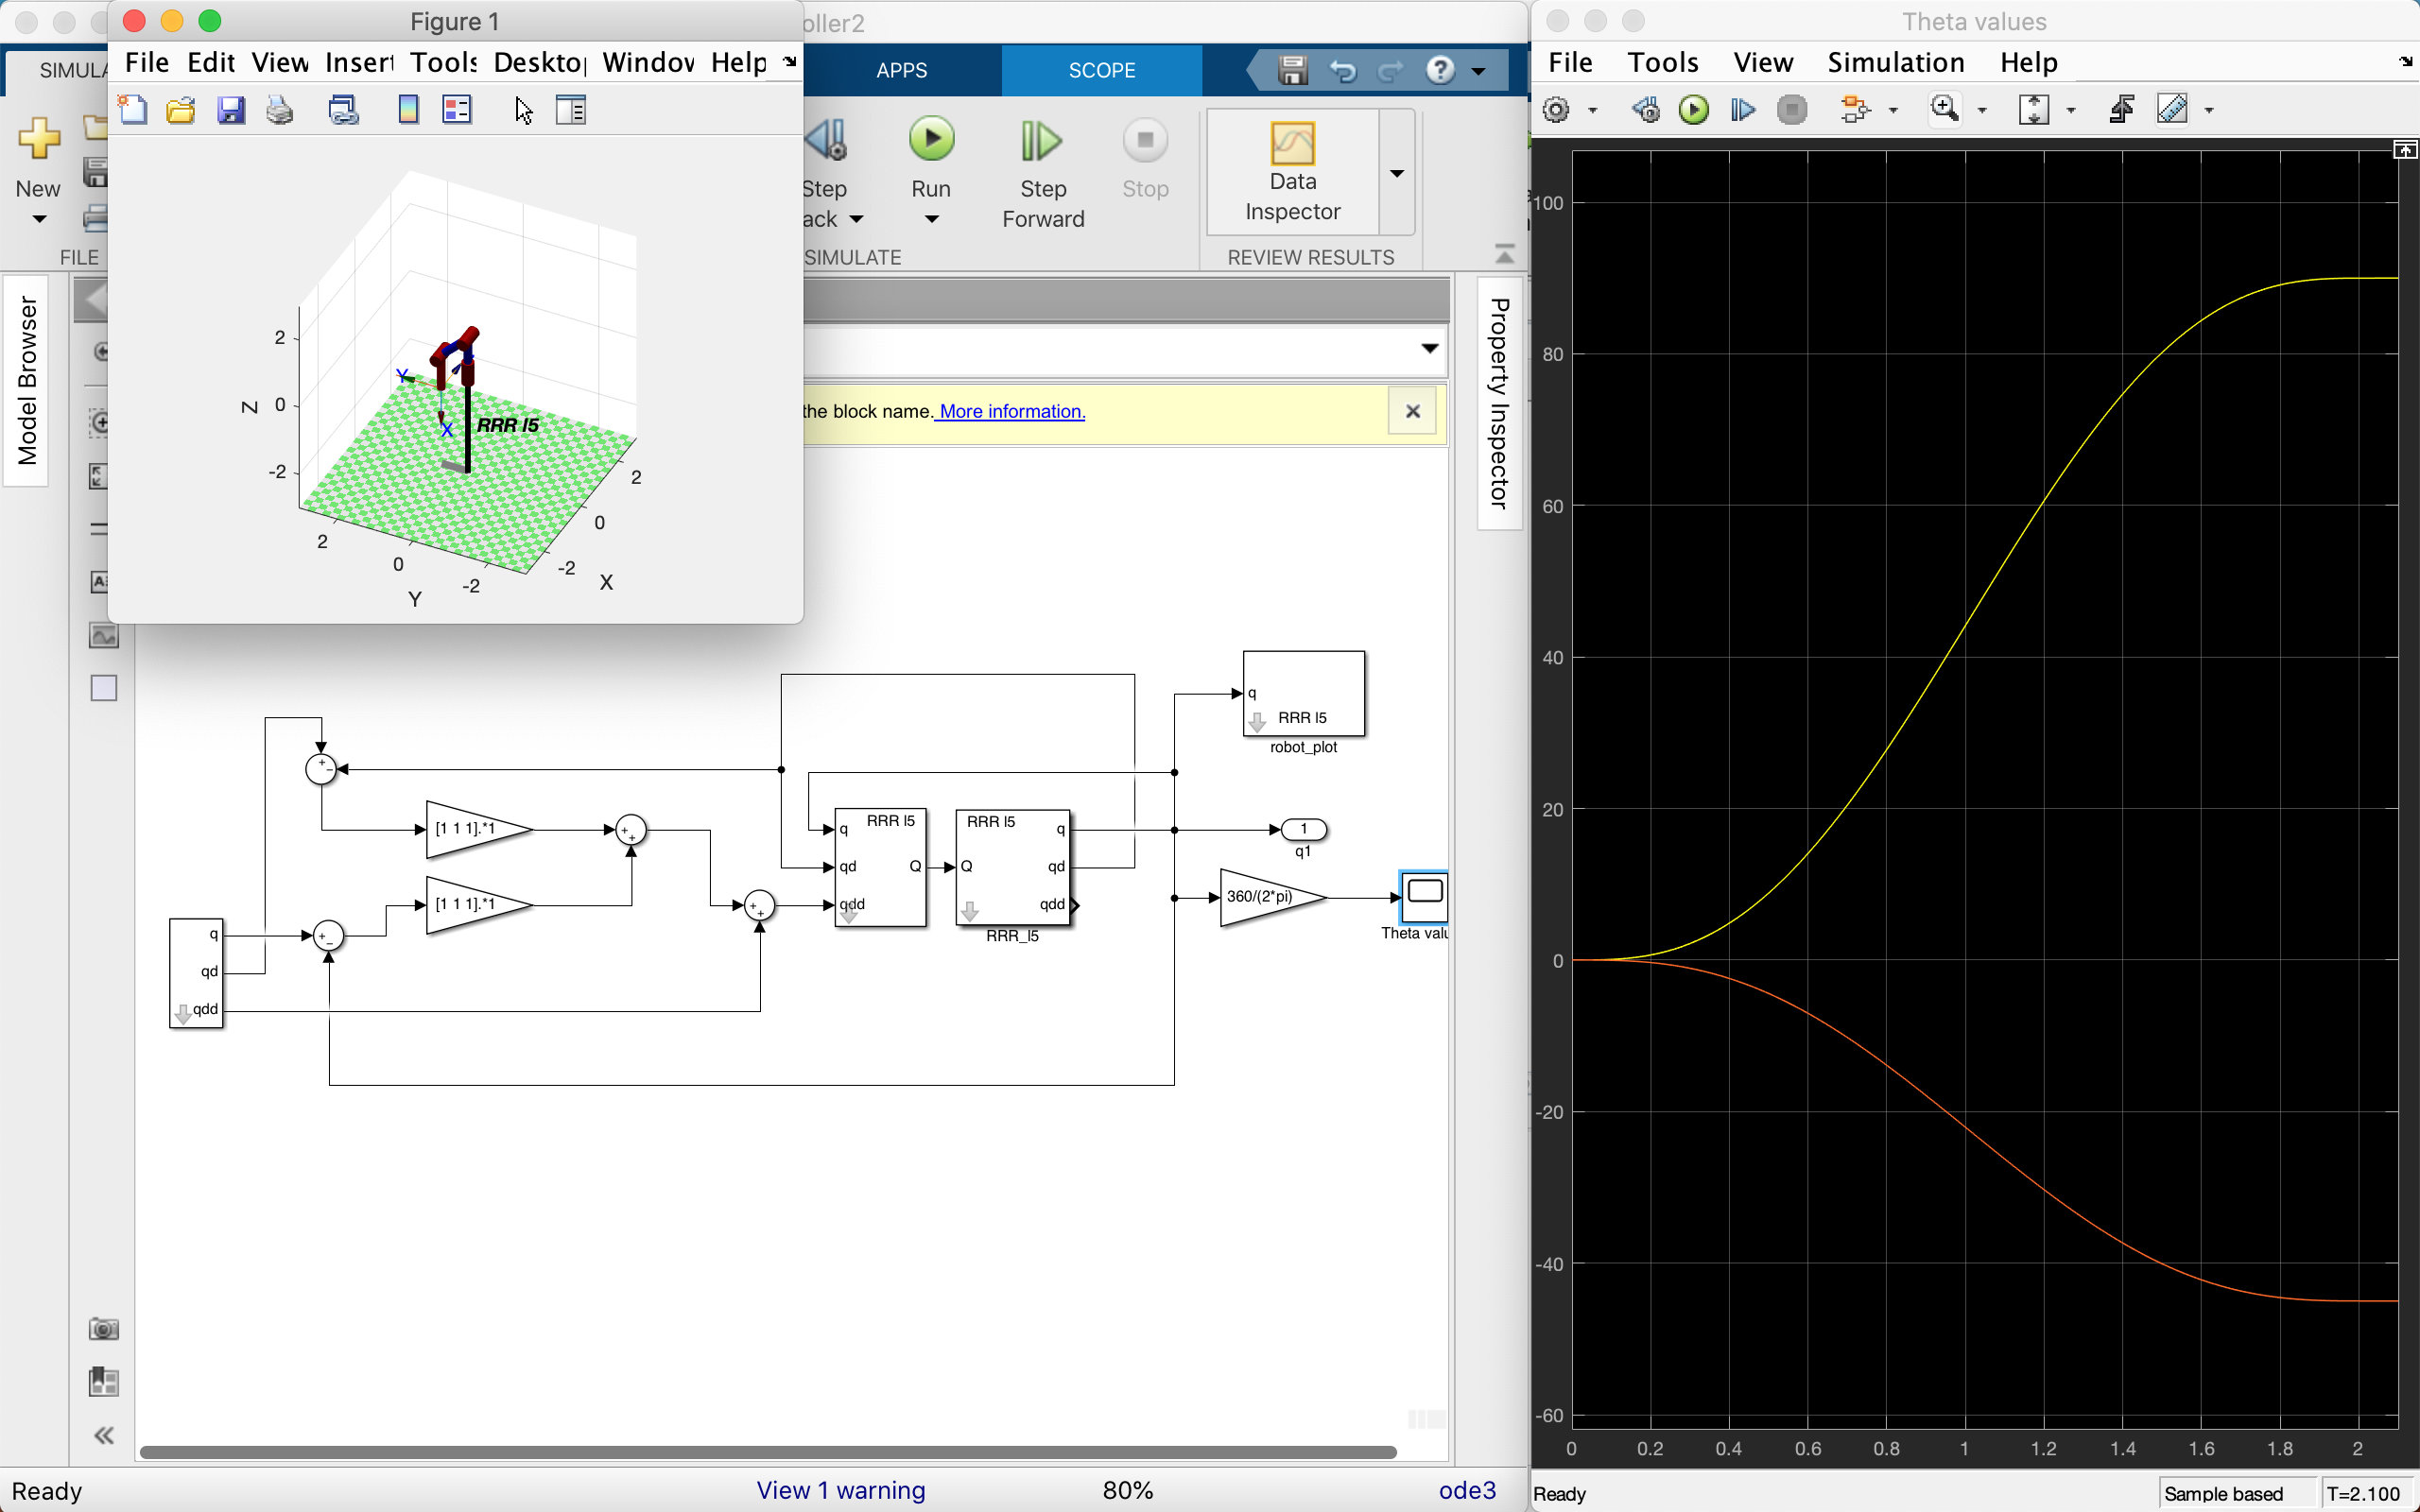 Figure 1
File Edit View Insert Tools Desktop Window Help
2
0
-2
Z
Y
X
RRR l5
2
0
-2
Y
2
0
-2
X
oller2
SIMULA
APPS
SCOPE
New
FILE
Step
ack
Run
Step
Forward
Stop
SIMULATE
Data
Inspector
REVIEW RESULTS
Model Browser
Property Inspector
the block name. More information.
q
RRR l5
robot_plot
[1 1 1].*1
[1 1 1].*1
q
qd
qdd
q
qd
qdd
RRR l5
Q
RRR l5
Q
q
qd
qdd
RRR_l5
1
q1
360/(2*pi)
Theta valu
Ready
View 1 warning
80%
ode3
Theta values
File Tools View Simulation Help
100
80
60
40
20
0
-20
-40
-60
0 0.2 0.4 0.6 0.8 1 1.2 1.4 1.6 1.8 2
Ready
Sample based
T=2.100